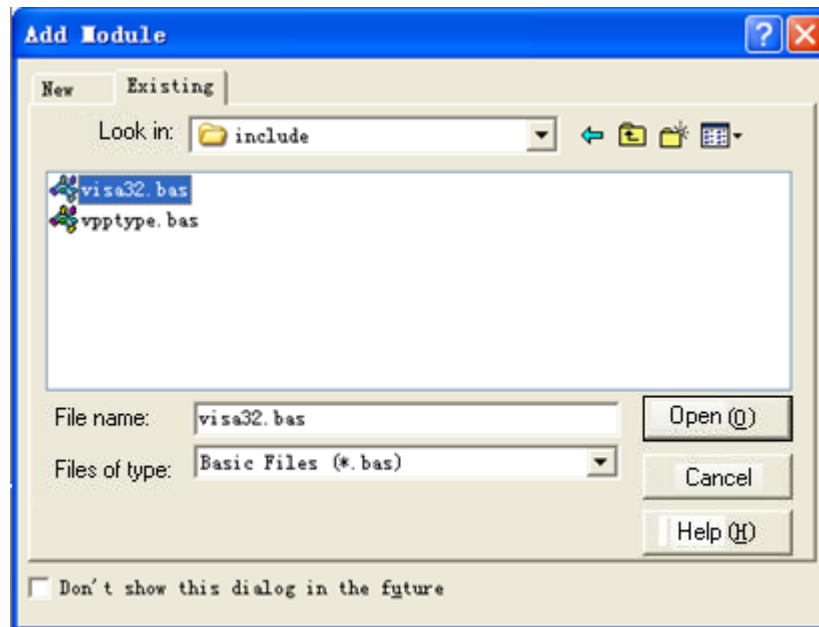 Add Module
New Existing
Look in: include
visa32.bas
vpptype.bas
File name: visa32.bas Open (O)
Files of type: Basic Files (*.bas)
Cancel
Help (H)
Don't show this dialog in the future